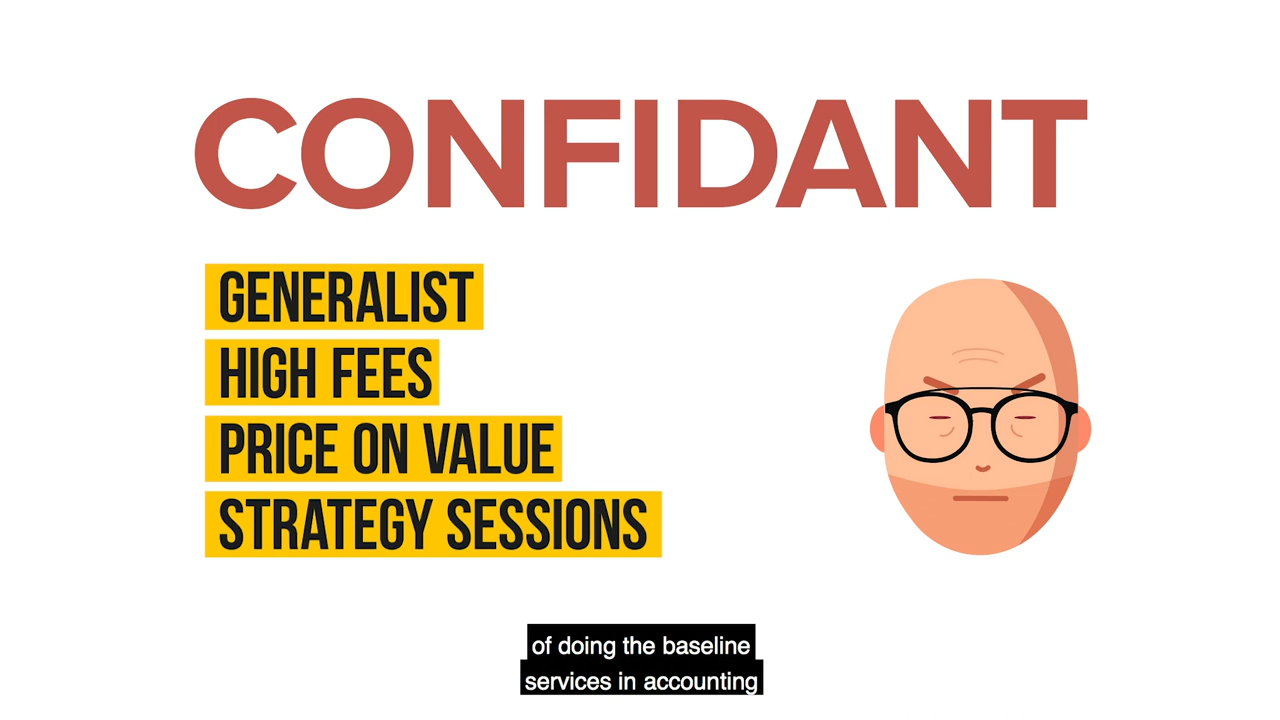 CONFIDANT
GENERALIST
HIGH FEES
PRICE ON VALUE
STRATEGY SESSIONS
of doing the baseline
services in accounting